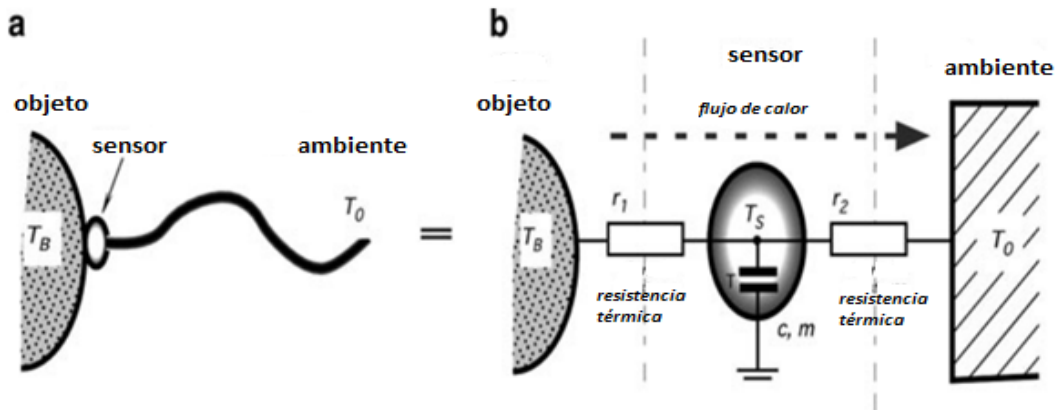 a
objeto
sensor
ambiente
T_B
T_0
=
b
sensor
ambiente
objeto
flujo de calor
r_1
T_S
r_2
T_B
T_0
T
resistencia
térmica
resistencia
térmica
c, m